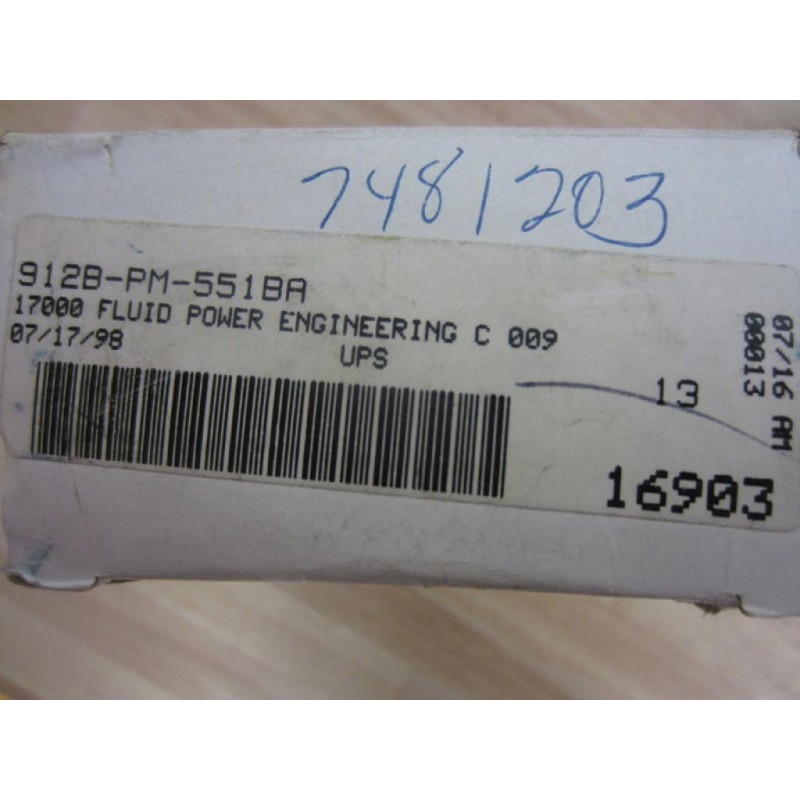 7481203
912B-PM-551BA
17000 FLUID POWER ENGINEERING C 009
07/17/98
UPS
13
16903
07/16 AM
00013